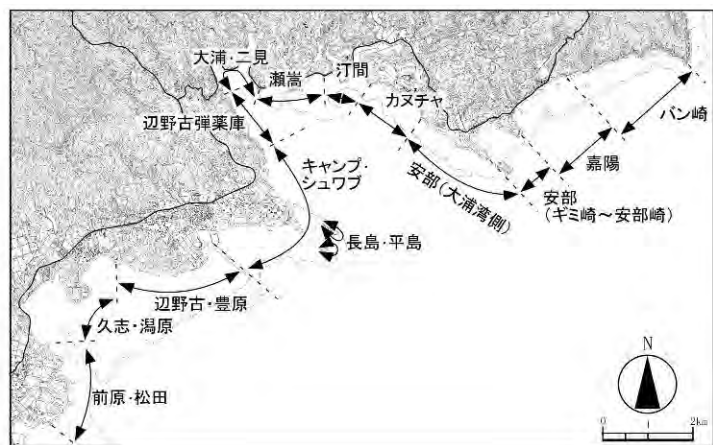 大浦・二見
瀬嵩
汀間
カヌチャ
バン崎
辺野古弾薬庫
キャンプ・
シュワブ
嘉陽
安部(大浦湾側)
安部
(ギミ崎～安部崎)
長島・平島
辺野古・豊原
久志・潟原
前原・松田
N
0
2km